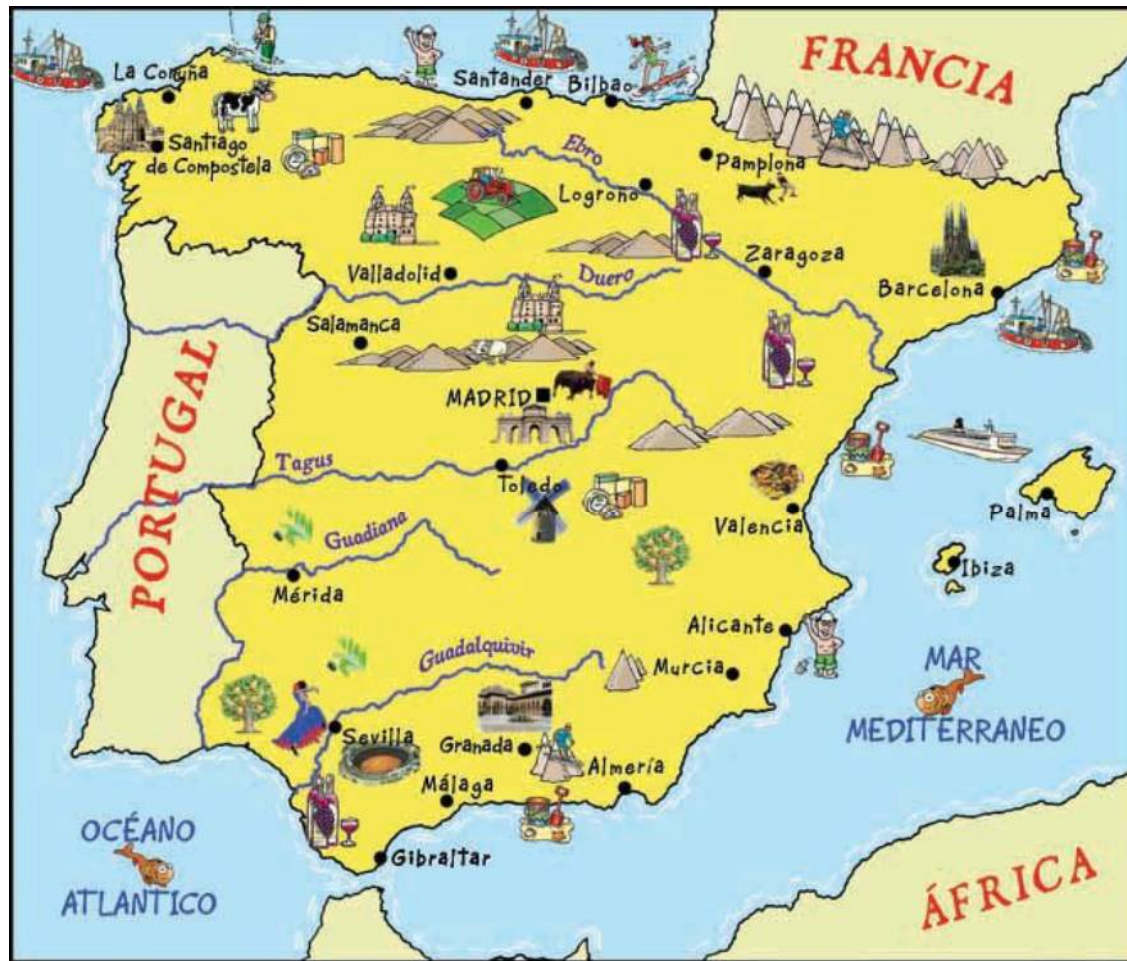 FRANCIA
La Coruña
Santander
Bilbao
Santiago
de Compostela
Ebro
Pamplona
Logroño
Valladolid
Duero
Zaragoza
Barcelona
Salamanca
MADRID
PORTUGAL
Tagus
Toledo
Valencia
Palma
Guadiana
Mérida
Ibiza
Alicante
Guadalquivir
Murcia
MAR
MEDITERRANEO
Sevilla
Granada
Almería
Málaga
OCÉANO
ATLANTICO
Gibraltar
ÁFRICA